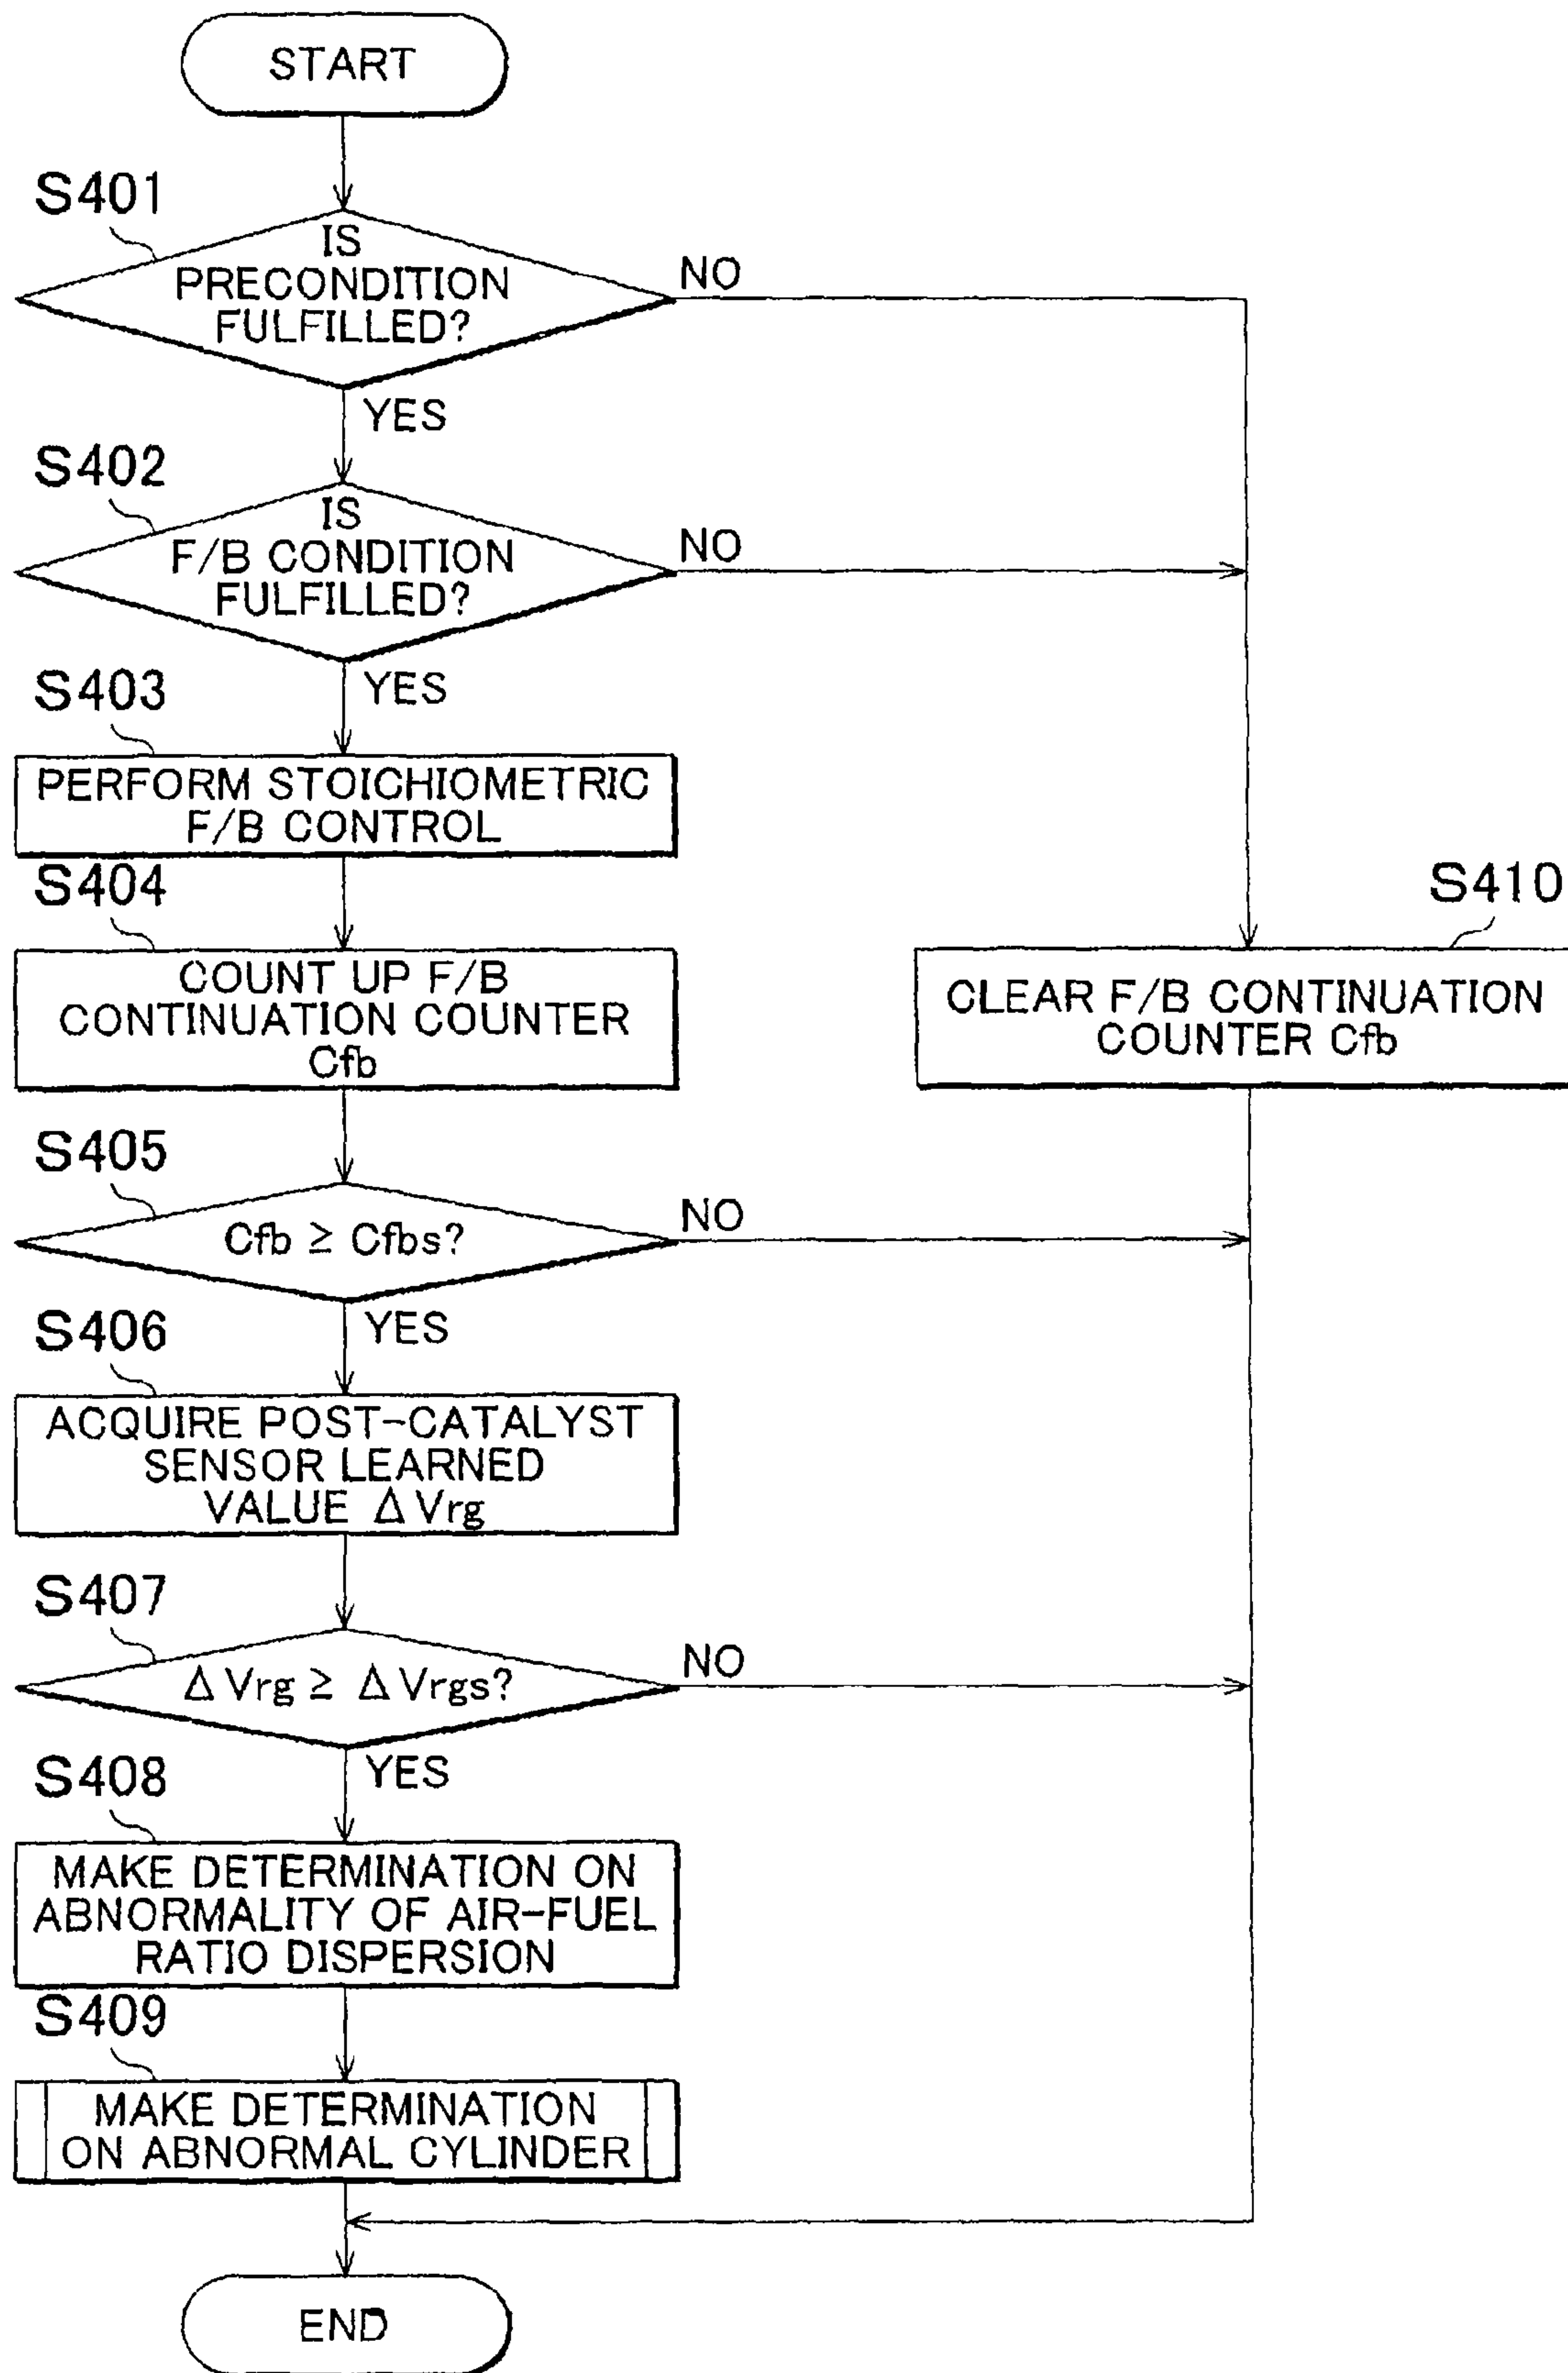 START
S401
IS
PRECONDITION
FULFILLED?
NO
YES
S402
IS
F/B CONDITION
FULFILLED?
NO
YES
S403
PERFORM STOICHIOMETRIC
F/B CONTROL
S404
COUNT UP F/B
CONTINUATION COUNTER
Cfb
S410
CLEAR F/B CONTINUATION
COUNTER Cfb
S405
Cfb ≥ Cfbs?
NO
YES
S406
ACQUIRE POST-CATALYST
SENSOR LEARNED
VALUE Δ Vrg
S407
Δ Vrg ≥ Δ Vrgs?
NO
YES
S408
MAKE DETERMINATION ON
ABNORMALITY OF AIR-FUEL
RATIO DISPERSION
S409
MAKE DETERMINATION
ON ABNORMAL CYLINDER
END